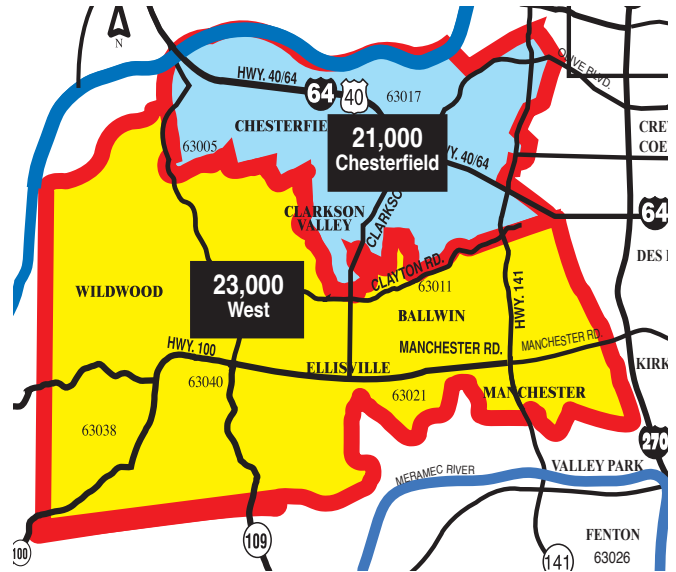 N
HWY. 40/64
64
40
63017
OLIVE BLVD.
CHESTERFIE
21,000
Chesterfield
CRE
COE
63005
WY. 40/64
64
CLARKSON
VALLEY
CLARKSO
DES
CLAYTON RD.
63011
WILDWOOD
23,000
West
HWY. 141
BALLWIN
HWY. 100
MANCHESTER RD.
MANCHESTER RD.
ELLISVILLE
KIRK
63040
63021
MANCHESTER
63038
270
MERAMEC RIVER
VALLEY PARK
FENTON
63026
100
109
141